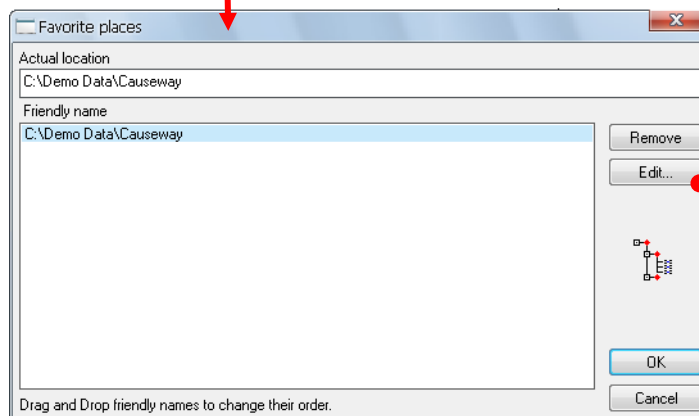 Favorite places
Actual location
C:\Demo Data\Causeway
Friendly name
C:\Demo Data\Causeway
Remove
Edit...
OK
Cancel
Drag and Drop friendly names to change their order.